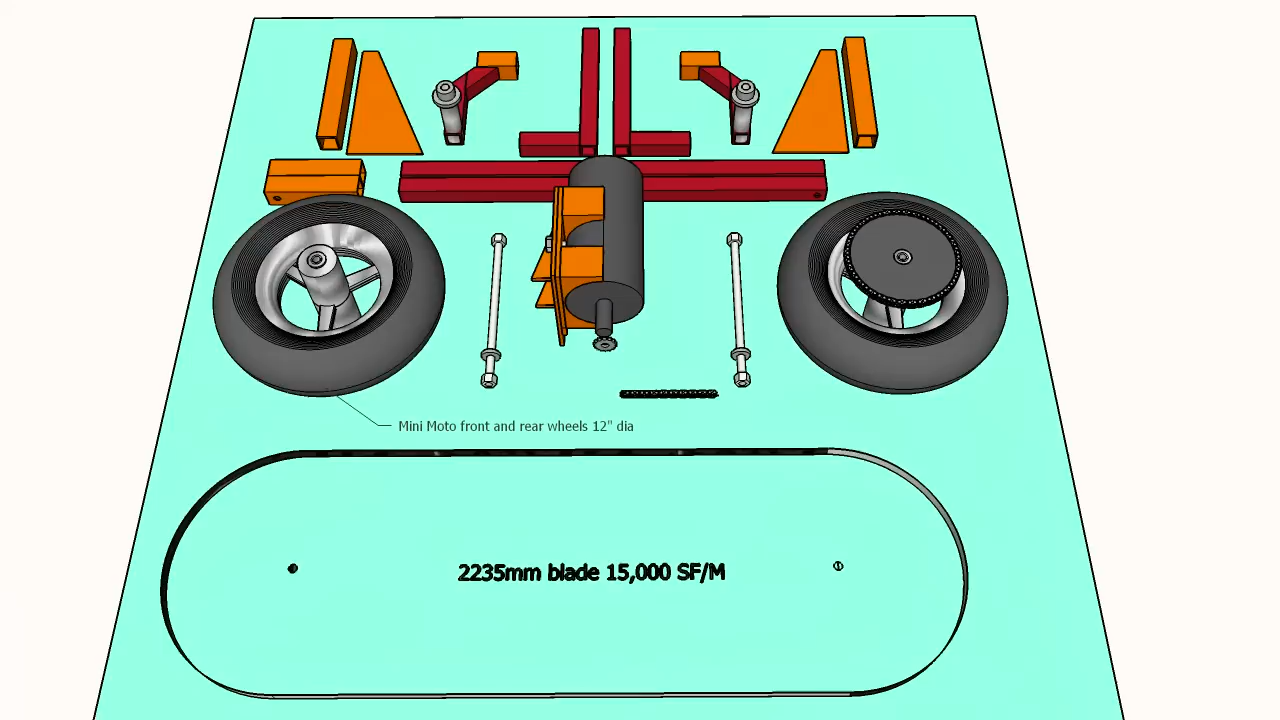 Mini Moto front and rear wheels 12" dia
2235mm blade 15,000 SF/M